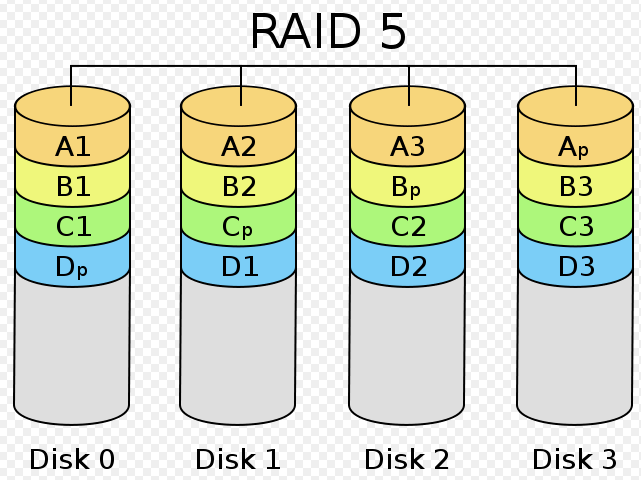 RAID 5
A1 A2 A3 Ap
B1 B2 Bp B3
C1 Cp C2 C3
Dp D1 D2 D3
Disk 0 Disk 1 Disk 2 Disk 3